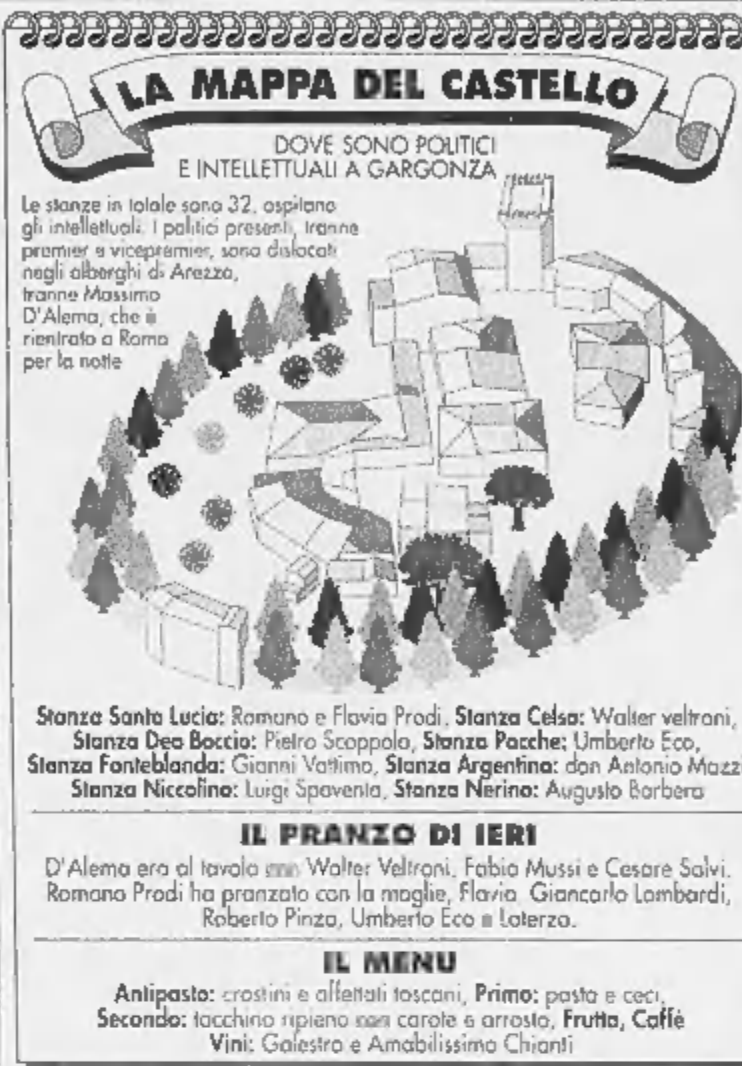 LA MAPPA DEL CASTELLO
DOVE SONO POLITICI
E INTELLETTUALI A GARGONZA
Le stanze in totale sono 32, ospitano
gli intellettuali. I politici presenti, tranne
premier e vicepremier, sono dislocati
negli alberghi di Arezzo,
tranne Massimo
D'Alema, che è
rientrato a Roma
per la notte
Stanza Santa Lucia: Romano e Flavia Prodi, Stanza Celso: Walter veltroni,
Stanza Dea Boccio: Pietro Scoppola, Stanza Pacche: Umberto Eco,
Stanza Fonteblanda: Gianni Vattimo, Stanza Argentina: don Antonio Mazzi
Stanza Niccolina: Luigi Spaventa, Stanza Nerino: Augusto Barbera
IL PRANZO DI IERI
D'Alema era al tavolo con Walter Veltroni, Fabio Mussi e Cesare Salvi.
Romano Prodi ha pranzato con la moglie, Flavia, Giancarlo Lombardi,
Roberto Pinza, Umberto Eco e Laterza.
IL MENU
Antipasto: crostini e affettati toscani, Primo: pasta e ceci,
Secondo: tacchino ripieno con carote e arrosto, Frutta, Caffè
Vini: Galestro e Amabilissimo Chianti